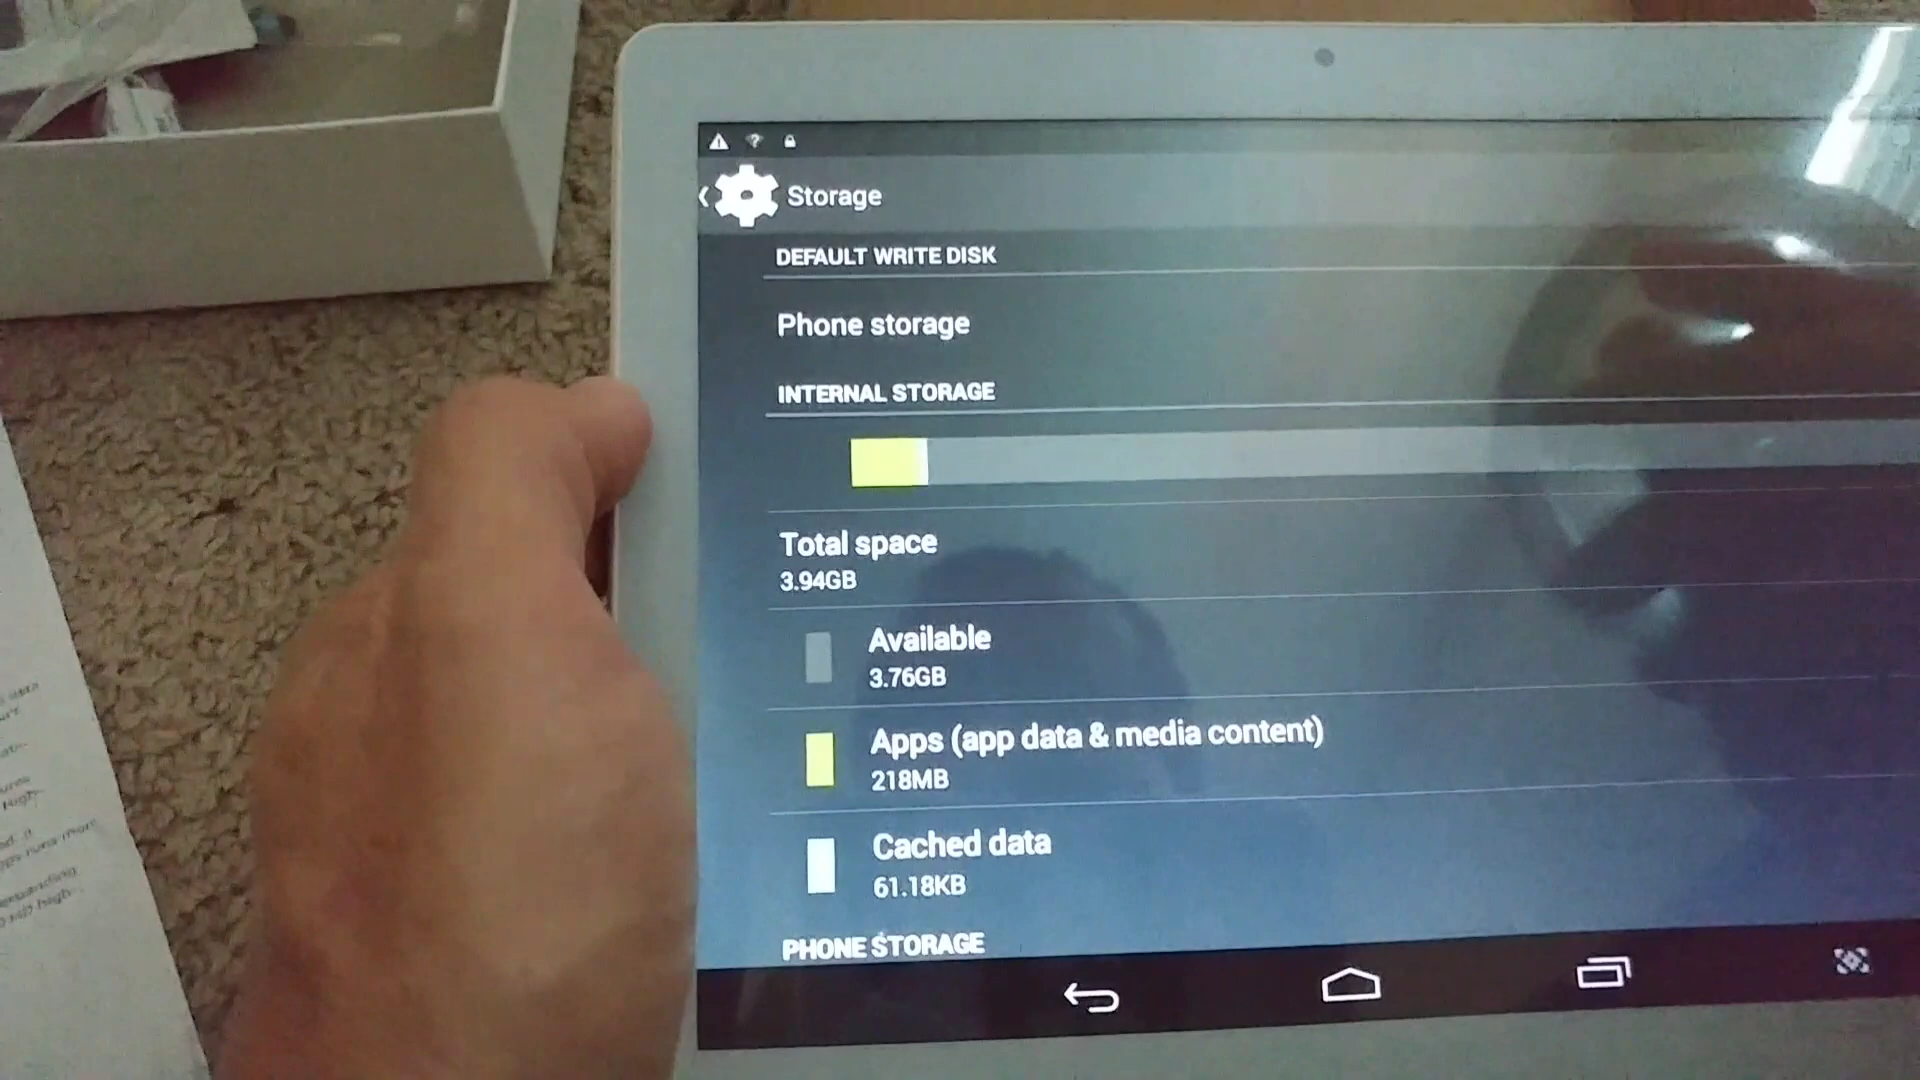 Storage
DEFAULT WRITE DISK
Phone storage
INTERNAL STORAGE
Total space
3.94GB
Available
3.76GB
Apps (app data & media content)
218MB
Cached data
61.18KB
PHONE STORAGE